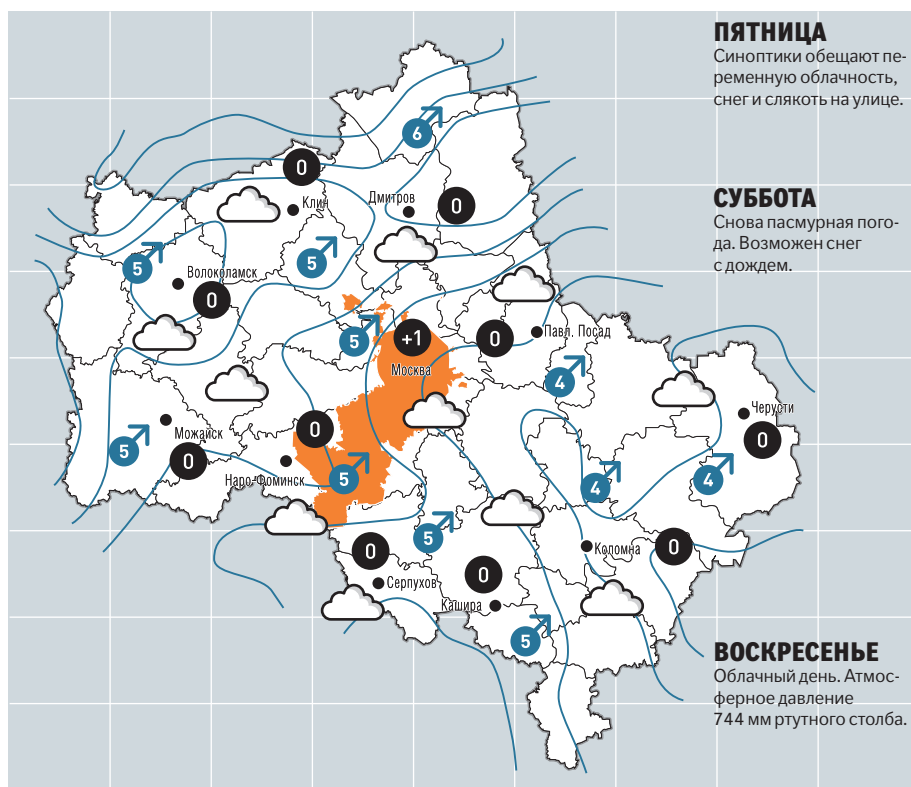 ПЯТНИЦА
Синоптики обещают пе-
ременную облачность,
снег и слякоть на улице.
СУББОТА
Снова пасмурная пого-
да. Возможен снег
с дождем.
ВОСКРЕСЕНЬЕ
Облачный день. Атмос-
ферное давление
744 мм ртутного столба.
6
0
Клин
Дмитров
0
5
5
Волоколамск
0
5
+1
0
Павл. Посад
Москва
4
Черусти
0
0
5
Можайск
0
Наро-Фоминск
5
4
4
5
0
0
Коломна
0
Серпухов
Кашира
5